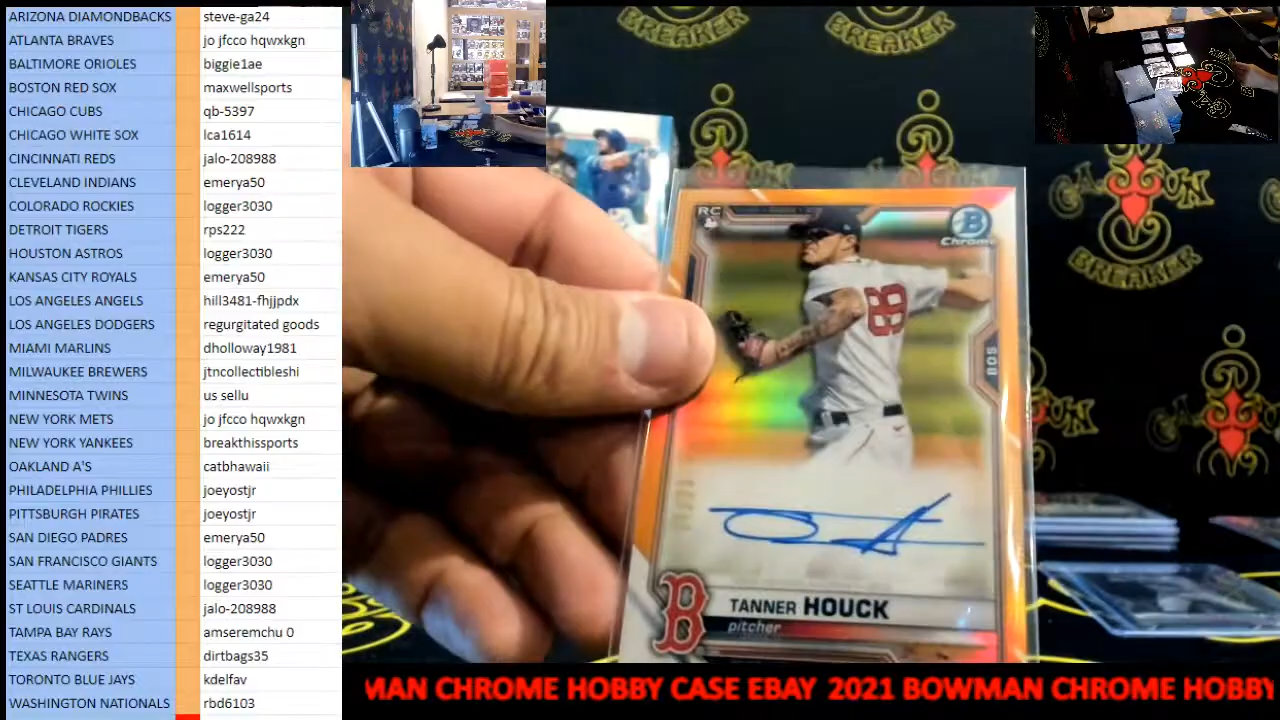 ARIZONA DIAMONDBACKS steve-ga24
ATLANTA BRAVES jo jfcco hqwxkgn
BALTIMORE ORIOLES biggie1ae
BOSTON RED SOX maxwellsports
CHICAGO CUBS qb-5397
CHICAGO WHITE SOX lca1614
CINCINNATI REDS jalo-208988
CLEVELAND INDIANS emerya50
COLORADO ROCKIES logger3030
DETROIT TIGERS rps222
HOUSTON ASTROS logger3030
KANSAS CITY ROYALS emerya50
LOS ANGELES ANGELS hill3481-fhjjpdx
LOS ANGELES DODGERS regurgitated goods
MIAMI MARLINS dholloway1981
MILWAUKEE BREWERS jtncollectibleshi
MINNESOTA TWINS us sellu
NEW YORK METS jo jfcco hqwxkgn
NEW YORK YANKEES breakthissports
OAKLAND A'S catbhawaii
PHILADELPHIA PHILLIES joeyostjr
PITTSBURGH PIRATES joeyostjr
SAN DIEGO PADRES emerya50
SAN FRANCISCO GIANTS logger3030
SEATTLE MARINERS logger3030
ST LOUIS CARDINALS jalo-208988
TAMPA BAY RAYS amseremchu 0
TEXAS RANGERS dirtbags35
TORONTO BLUE JAYS kdelfav
WASHINGTON NATIONALS rbd6103
BREAKER
BREAKER
RC
B
Chrome
BREAKER
89
BOS
B
TANNER HOUCK
pitcher
MAN CHROME HOBBY CASE EBAY 2021 BOWMAN CHROME HOBBY